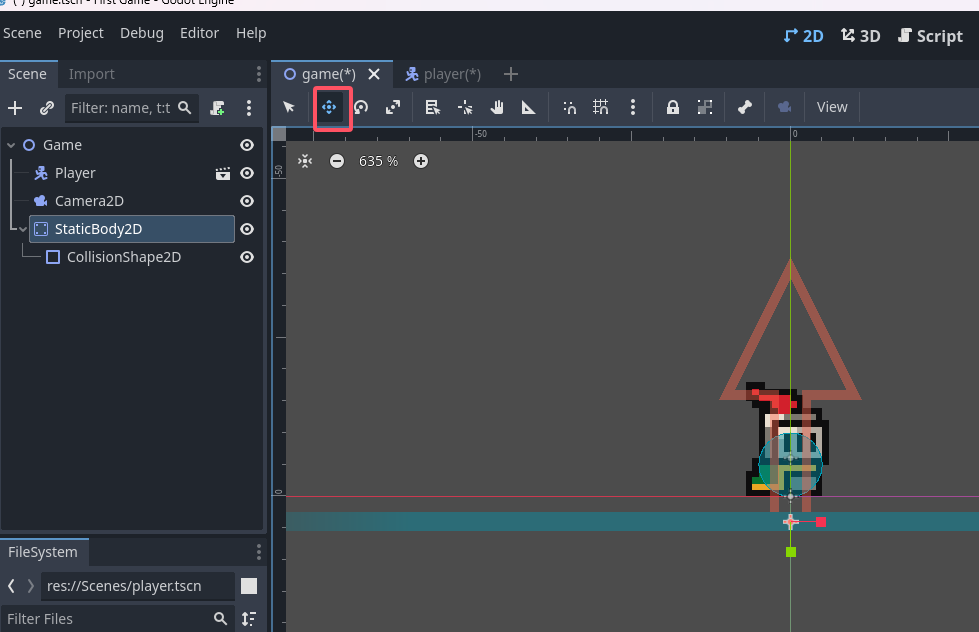 (*) game.tscn - First Game - Godot Engine
Scene Project Debug Editor Help
2D 3D Script
Scene Import
game(*) player(*)
Filter: name, t:t
View
Game
Player
Camera2D
StaticBody2D
CollisionShape2D
-50 0
-50
0
635 %
FileSystem
res://Scenes/player.tscn
Filter Files